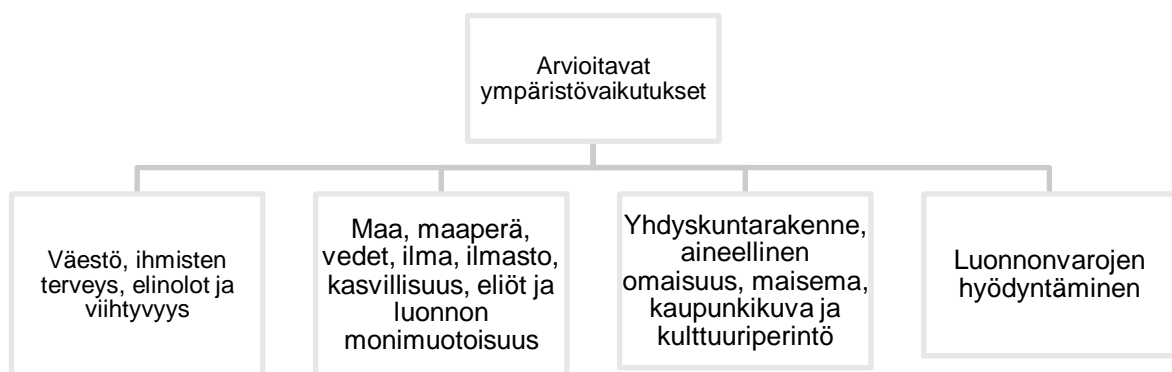 Arvioitavat
ympäristövaikutukset
Väestö, ihmisten
terveys, elinolot ja
viihtyvyys
Maa, maaperä,
vedet, ilma, ilmasto,
kasvillisuus, eliöt ja
luonnon
monimuotoisuus
Yhdyskuntarakenne,
aineellinen
omaisuus, maisema,
kaupunkikuva ja
kulttuuriperintö
Luonnonvarojen
hyödyntäminen